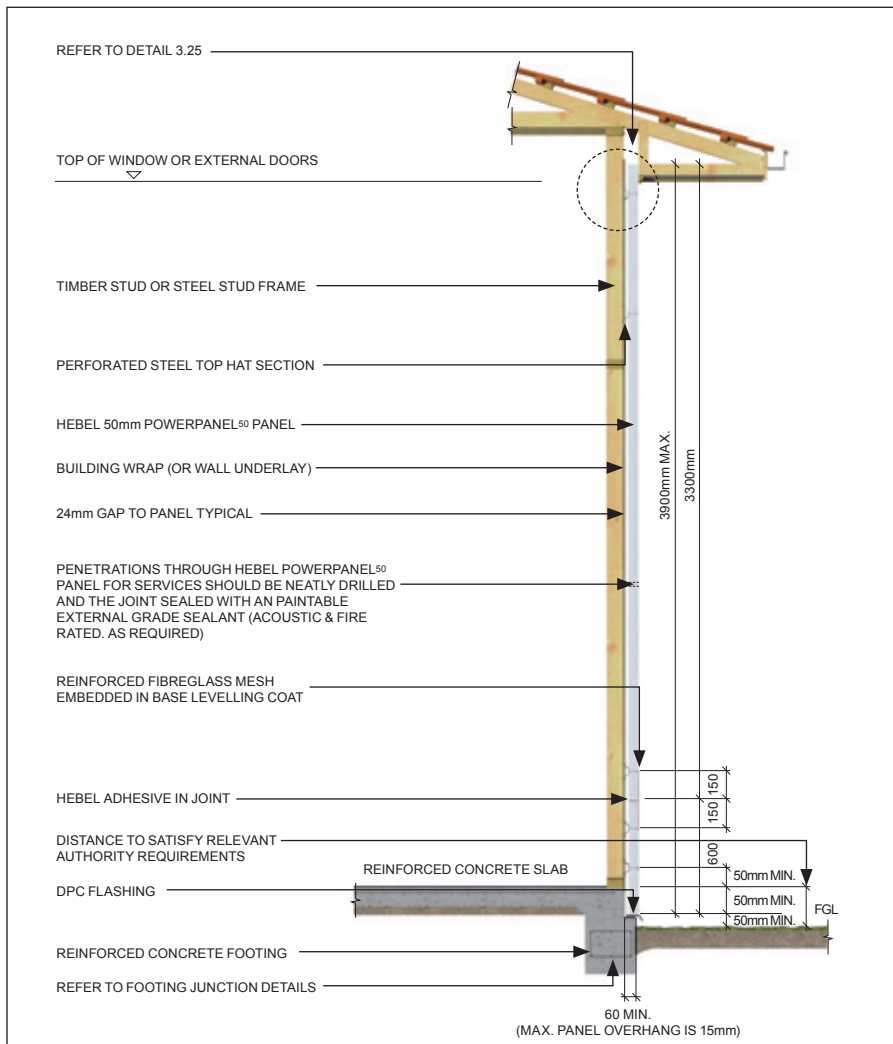 REFER TO DETAIL 3.25
TOP OF WINDOW OR EXTERNAL DOORS
TIMBER STUD OR STEEL STUD FRAME
PERFORATED STEEL TOP HAT SECTION
HEBEL 50mm POWERPANEL⁵⁰ PANEL
BUILDING WRAP (OR WALL UNDERLAY)
24mm GAP TO PANEL TYPICAL
PENETRATIONS THROUGH HEBEL POWERPANEL⁵⁰
PANEL FOR SERVICES SHOULD BE NEATLY DRILLED
AND THE JOINT SEALED WITH AN PAINTABLE
EXTERNAL GRADE SEALANT (ACOUSTIC & FIRE
RATED. AS REQUIRED)
REINFORCED FIBREGLASS MESH
EMBEDDED IN BASE LEVELLING COAT
HEBEL ADHESIVE IN JOINT
DISTANCE TO SATISFY RELEVANT
AUTHORITY REQUIREMENTS
REINFORCED CONCRETE SLAB
DPC FLASHING
REINFORCED CONCRETE FOOTING
REFER TO FOOTING JUNCTION DETAILS
3900mm MAX.
3300mm
150
150
600
50mm MIN.
50mm MIN.
50mm MIN.
FGL
60 MIN.
(MAX. PANEL OVERHANG IS 15mm)